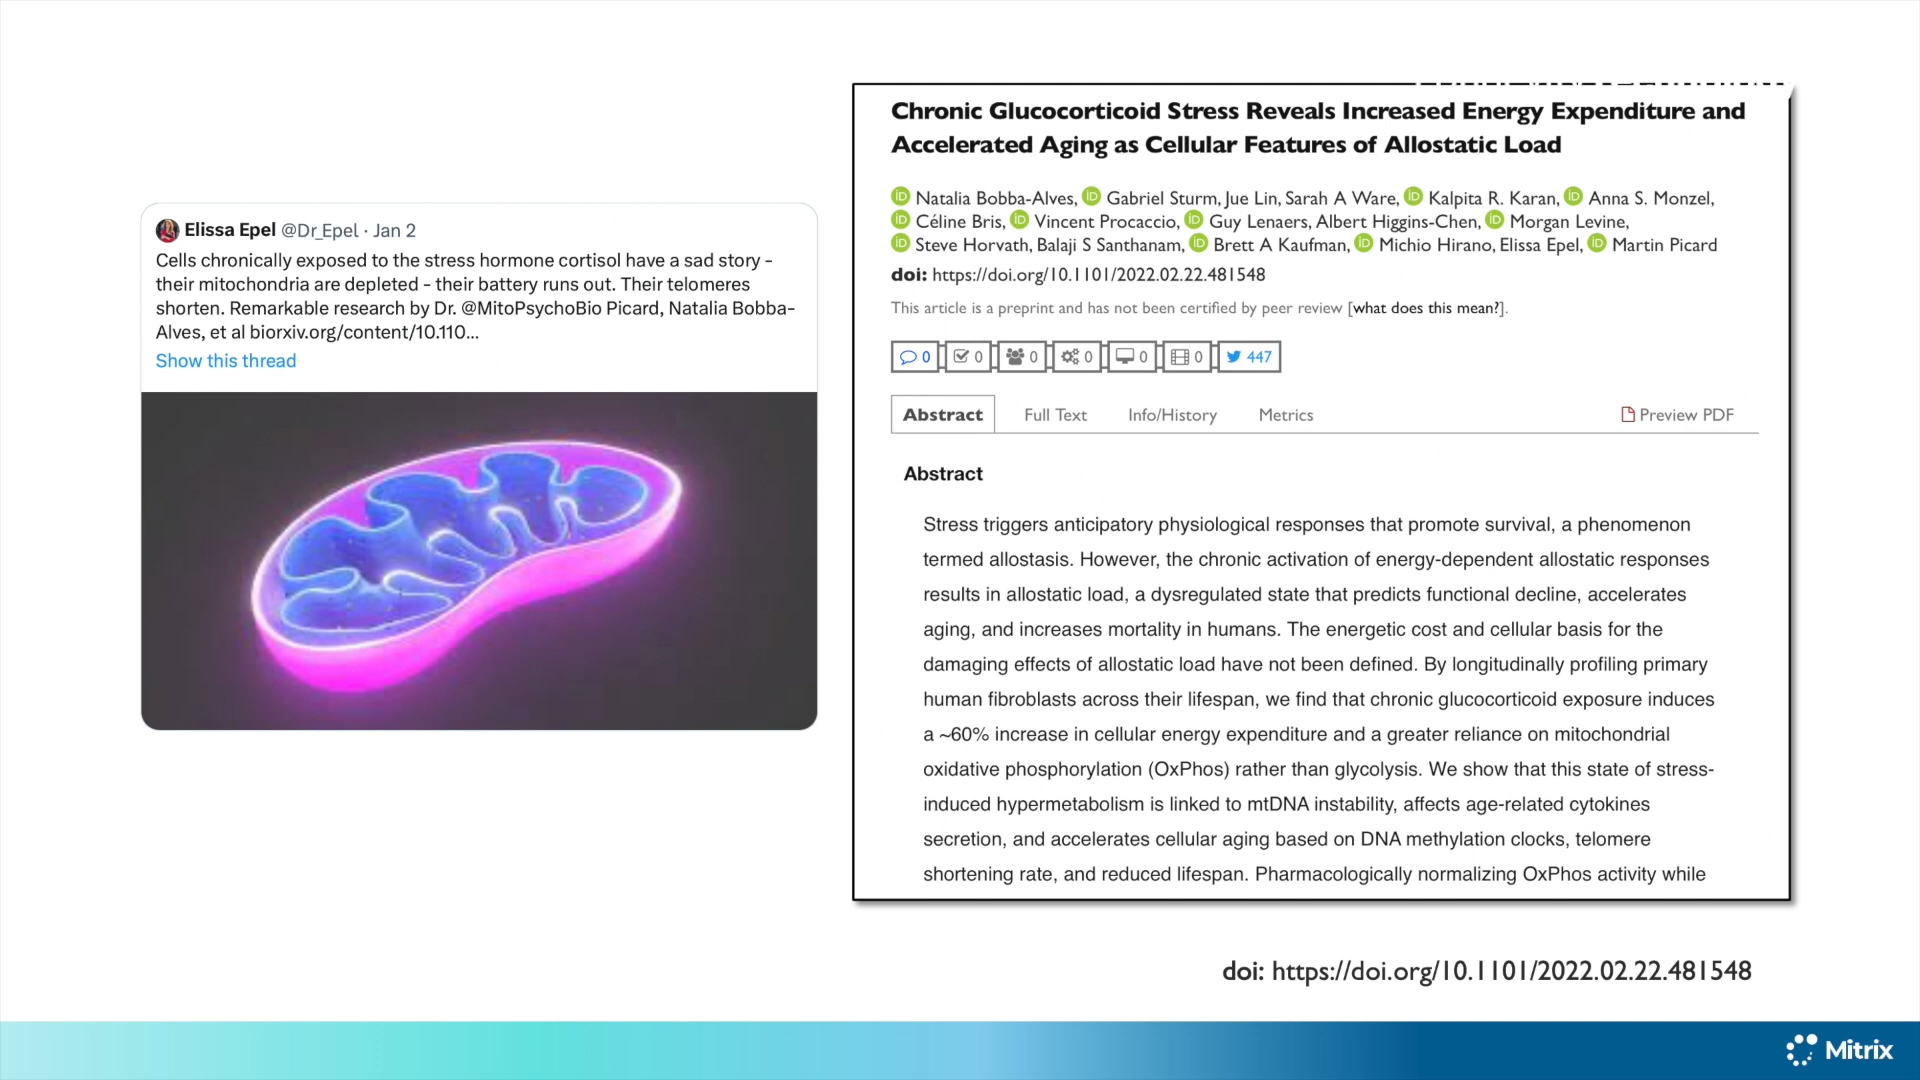 Elissa Epel @Dr_Epel · Jan 2
Cells chronically exposed to the stress hormone cortisol have a sad story -
their mitochondria are depleted - their battery runs out. Their telomeres
shorten. Remarkable research by Dr. @MitoPsychoBio Picard, Natalia Bobba-
Alves, et al biorxiv.org/content/10.110...
Show this thread
Chronic Glucocorticoid Stress Reveals Increased Energy Expenditure and
Accelerated Aging as Cellular Features of Allostatic Load
iD Natalia Bobba-Alves, iD Gabriel Sturm, Jue Lin, Sarah A Ware, iD Kalpita R. Karan, iD Anna S. Monzel,
iD Céline Bris, iD Vincent Procaccio, iD Guy Lenaers, Albert Higgins-Chen, iD Morgan Levine,
iD Steve Horvath, Balaji S Santhanam, iD Brett A Kaufman, iD Michio Hirano, Elissa Epel, iD Martin Picard
doi: https://doi.org/10.1101/2022.02.22.481548
This article is a preprint and has not been certified by peer review [what does this mean?].
0 0 0 0 0 0 447
Abstract Full Text Info/History Metrics Preview PDF
Abstract
Stress triggers anticipatory physiological responses that promote survival, a phenomenon
termed allostasis. However, the chronic activation of energy-dependent allostatic responses
results in allostatic load, a dysregulated state that predicts functional decline, accelerates
aging, and increases mortality in humans. The energetic cost and cellular basis for the
damaging effects of allostatic load have not been defined. By longitudinally profiling primary
human fibroblasts across their lifespan, we find that chronic glucocorticoid exposure induces
a ~60% increase in cellular energy expenditure and a greater reliance on mitochondrial
oxidative phosphorylation (OxPhos) rather than glycolysis. We show that this state of stress-
induced hypermetabolism is linked to mtDNA instability, affects age-related cytokines
secretion, and accelerates cellular aging based on DNA methylation clocks, telomere
shortening rate, and reduced lifespan. Pharmacologically normalizing OxPhos activity while
doi: https://doi.org/10.1101/2022.02.22.481548
Mitrix